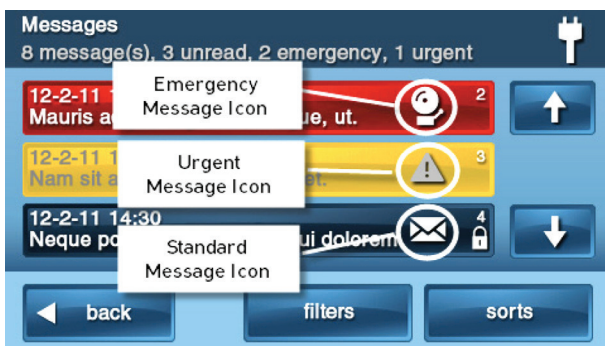 Messages
8 message(s), 3 unread, 2 emergency, 1 urgent
12-2-11
2
Mauris
ue, ut.
Emergency
Message Icon
12-2-11 1
3
Nam sit a
et.
Urgent
Message Icon
12-2-11 14:30
4
Neque po
ui dolorem
Standard
Message Icon
back
filters
sorts